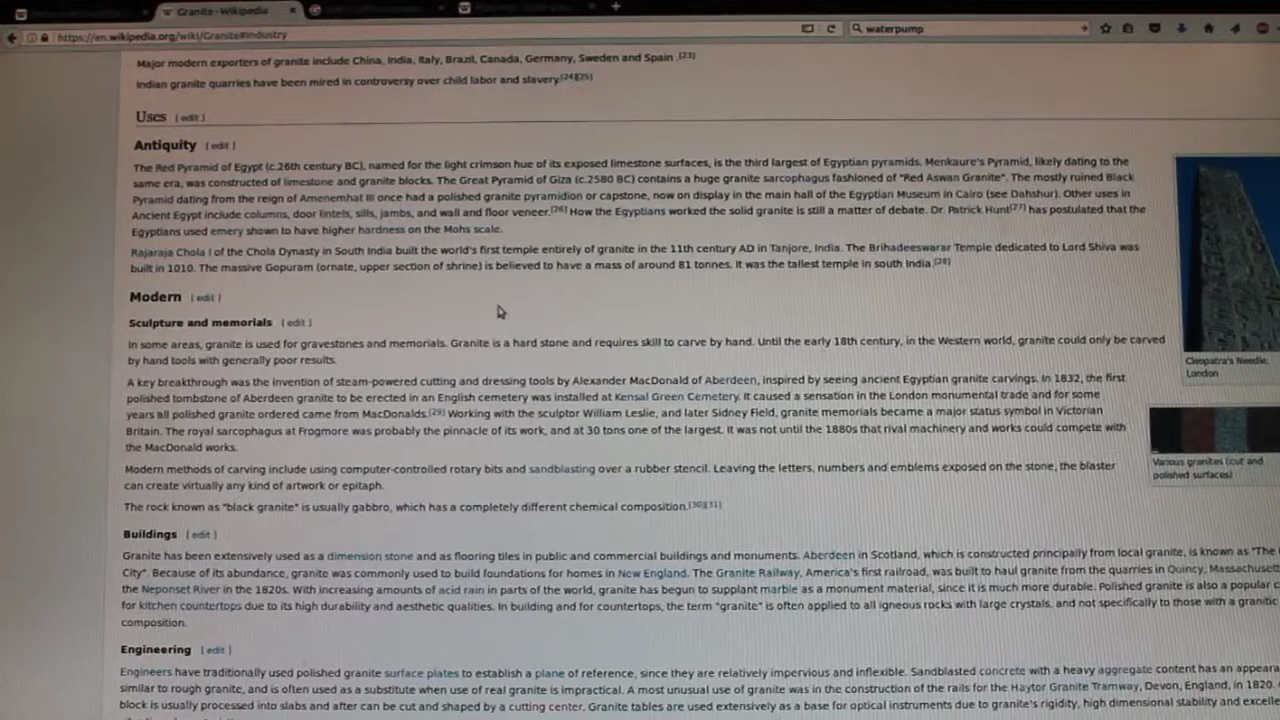 Granite - Wikipedia
https://en.wikipedia.org/wiki/Granite#Industry
waterpump
Major modern exporters of granite include China, India, Italy, Brazil, Canada, Germany, Sweden and Spain .[23]
Indian granite quarries have been mired in controversy over child labor and slavery.[24][25]
Uses [ edit ]
Antiquity [ edit ]
The Red Pyramid of Egypt (c.26th century BC), named for the light crimson hue of its exposed limestone surfaces, is the third largest of Egyptian pyramids. Menkaure's Pyramid, likely dating to the
same era, was constructed of limestone and granite blocks. The Great Pyramid of Giza (c.2580 BC) contains a huge granite sarcophagus fashioned of "Red Aswan Granite". The mostly ruined Black
Pyramid dating from the reign of Amenemhat III once had a polished granite pyramidion or capstone, now on display in the main hall of the Egyptian Museum in Cairo (see Dahshur). Other uses in
Ancient Egypt include columns, door lintels, sills, jambs, and wall and floor veneer.[26] How the Egyptians worked the solid granite is still a matter of debate. Dr. Patrick Hunt[27] has postulated that the
Egyptians used emery shown to have higher hardness on the Mohs scale.
Rajaraja Chola I of the Chola Dynasty in South India built the world's first temple entirely of granite in the 11th century AD in Tanjore, India. The Brihadeeswarar Temple dedicated to Lord Shiva was
built in 1010. The massive Gopuram (ornate, upper section of shrine) is believed to have a mass of around 81 tonnes. It was the tallest temple in south India.[28]
Cleopatra's Needle,
London
Modern [ edit ]
Sculpture and memorials [ edit ]
In some areas, granite is used for gravestones and memorials. Granite is a hard stone and requires skill to carve by hand. Until the early 18th century, in the Western world, granite could only be carved
by hand tools with generally poor results.
A key breakthrough was the invention of steam-powered cutting and dressing tools by Alexander MacDonald of Aberdeen, inspired by seeing ancient Egyptian granite carvings. In 1832, the first
polished tombstone of Aberdeen granite to be erected in an English cemetery was installed at Kensal Green Cemetery. It caused a sensation in the London monumental trade and for some
years all polished granite ordered came from MacDonalds.[29] Working with the sculptor William Leslie, and later Sidney Field, granite memorials became a major status symbol in Victorian
Britain. The royal sarcophagus at Frogmore was probably the pinnacle of its work, and at 30 tons one of the largest. It was not until the 1880s that rival machinery and works could compete with
the MacDonald works.
Various granites (cut and
polished surfaces)
Modern methods of carving include using computer-controlled rotary bits and sandblasting over a rubber stencil. Leaving the letters, numbers and emblems exposed on the stone, the blaster
can create virtually any kind of artwork or epitaph.
The rock known as "black granite" is usually gabbro, which has a completely different chemical composition.[30][31]
Buildings [ edit ]
Granite has been extensively used as a dimension stone and as flooring tiles in public and commercial buildings and monuments. Aberdeen in Scotland, which is constructed principally from local granite, is known as "The
City". Because of its abundance, granite was commonly used to build foundations for homes in New England. The Granite Railway, America's first railroad, was built to haul granite from the quarries in Quincy, Massachuset
the Neponset River in the 1820s. With increasing amounts of acid rain in parts of the world, granite has begun to supplant marble as a monument material, since it is much more durable. Polished granite is also a popular
for kitchen countertops due to its high durability and aesthetic qualities. In building and for countertops, the term "granite" is often applied to all igneous rocks with large crystals, and not specifically to those with a granitic
composition.
Engineering [ edit ]
Engineers have traditionally used polished granite surface plates to establish a plane of reference, since they are relatively impervious and inflexible. Sandblasted concrete with a heavy aggregate content has an appeara
similar to rough granite, and is often used as a substitute when use of real granite is impractical. A most unusual use of granite was in the construction of the rails for the Haytor Granite Tramway, Devon, England, in 1820.
block is usually processed into slabs and after can be cut and shaped by a cutting center. Granite tables are used extensively as a base for optical instruments due to granite's rigidity, high dimensional stability and excelle